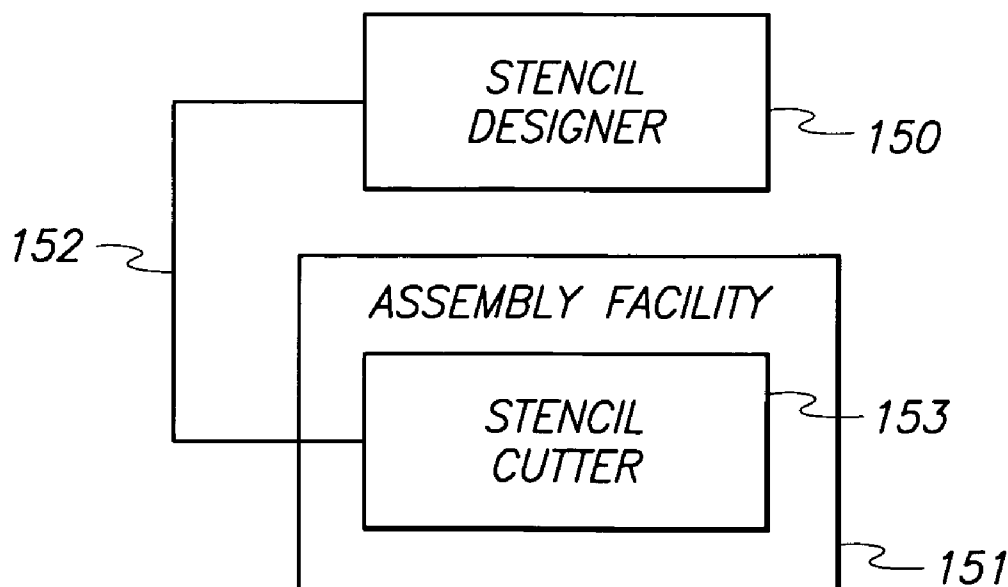 STENCIL
DESIGNER
150
152
ASSEMBLY FACILITY
STENCIL
CUTTER
153
151